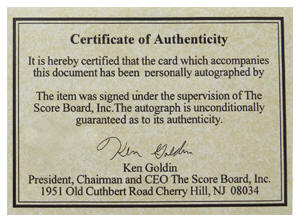 Certificate of Authenticity
It is hereby certified that the card which accompanies
this document has been personally autographed by
The item was signed under the supervision of The
Score Board, Inc.The autograph is unconditionally
guaranteed as to its authenticity.
Ken Goldin
Ken Goldin
President, Chairman and CEO The Score Board, Inc.
1951 Old Cuthbert Road Cherry Hill, NJ 08034